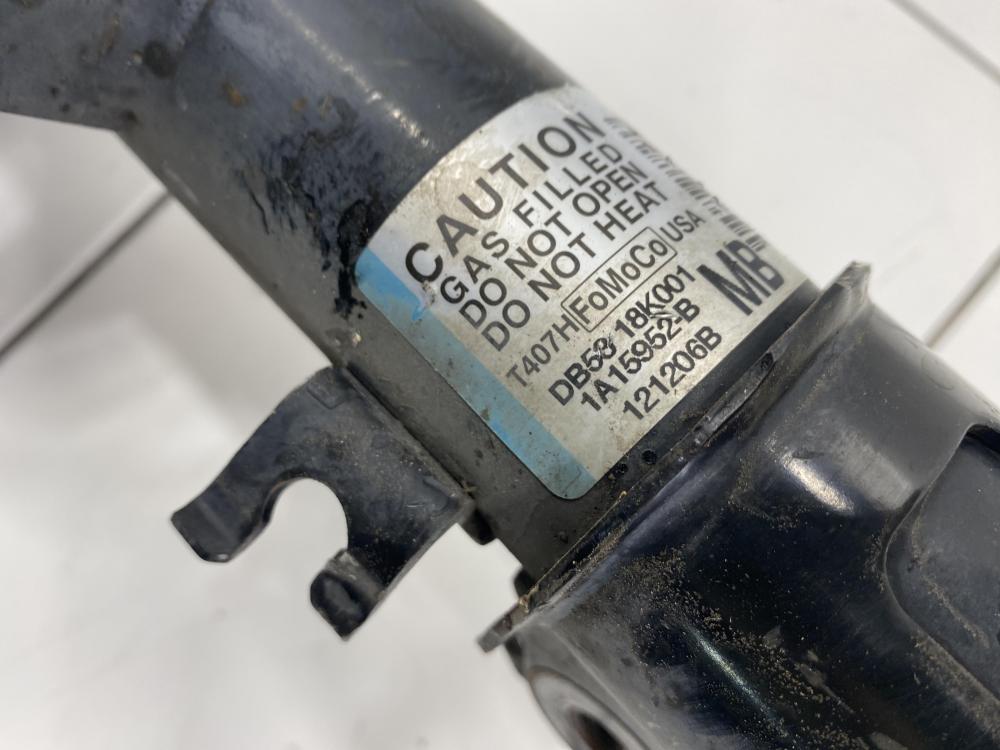 CAUTION
GAS FILLED
DO NOT OPEN
DO NOT HEAT
T407H FoMoCo USA
DB53 18K001
1A15952-B
121206B
MB